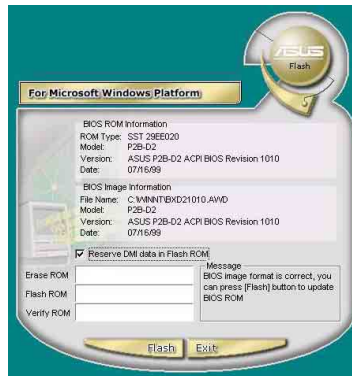 ASUS
Flash
For Microsoft Windows Platform
BIOS ROM Information
ROM Type: SST 29EE020
Model: P2B-D2
Version: ASUS P2B-D2 ACPI BIOS Revision 1010
Date: 07/16/99
BIOS Image Information
File Name: C:\WINNT\BXD21010.AWD
Model: P2B-D2
Version: ASUS P2B-D2 ACPI BIOS Revision 1010
Date: 07/16/99
Reserve DMI data in Flash ROM
Erase ROM
Flash ROM
Verify ROM
Message
BIOS image format is correct, you
can press [Flash] button to update
BIOS ROM
Flash Exit